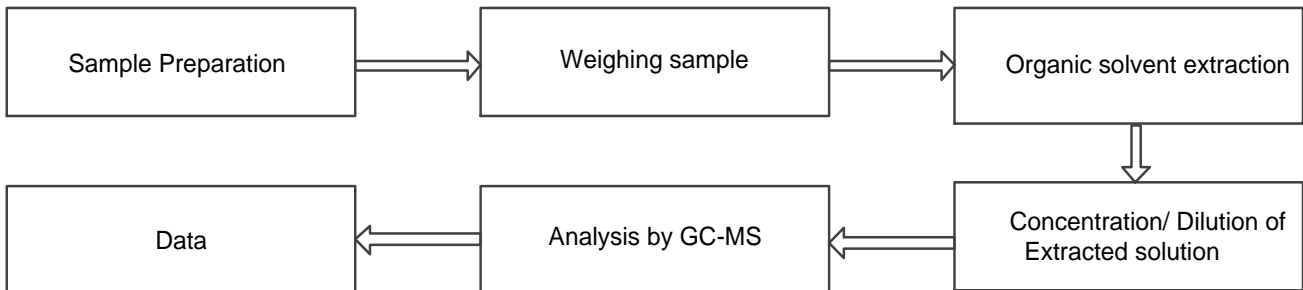 Sample Preparation
Weighing sample
Organic solvent extraction
Concentration/ Dilution of
Extracted solution
Analysis by GC-MS
Data